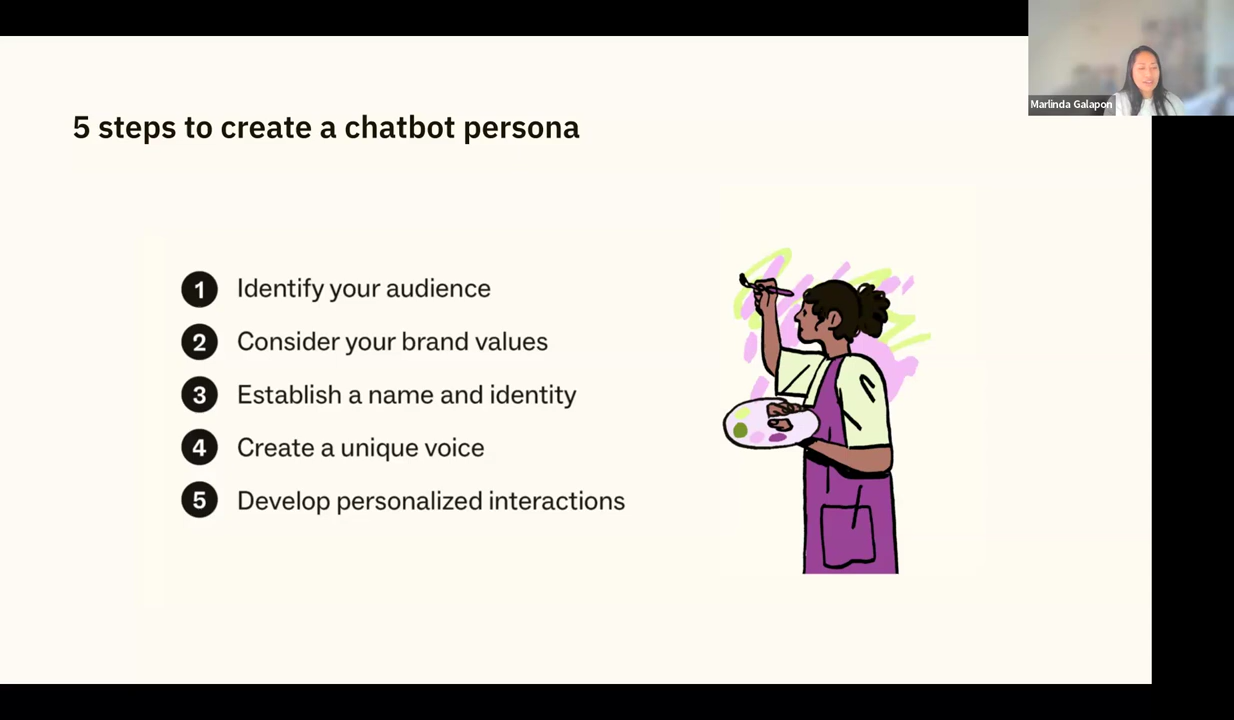 5 steps to create a chatbot persona
Marlinda Galapon
1 Identify your audience
2 Consider your brand values
3 Establish a name and identity
4 Create a unique voice
5 Develop personalized interactions